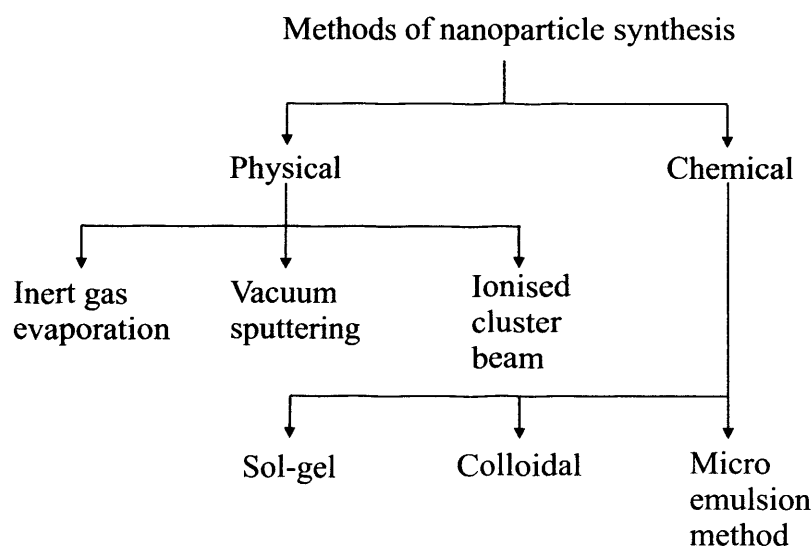 Methods of nanoparticle synthesis
Physical
Chemical
Inert gas
evaporation
Vacuum
sputtering
Ionised
cluster
beam
Sol-gel
Colloidal
Micro
emulsion
method